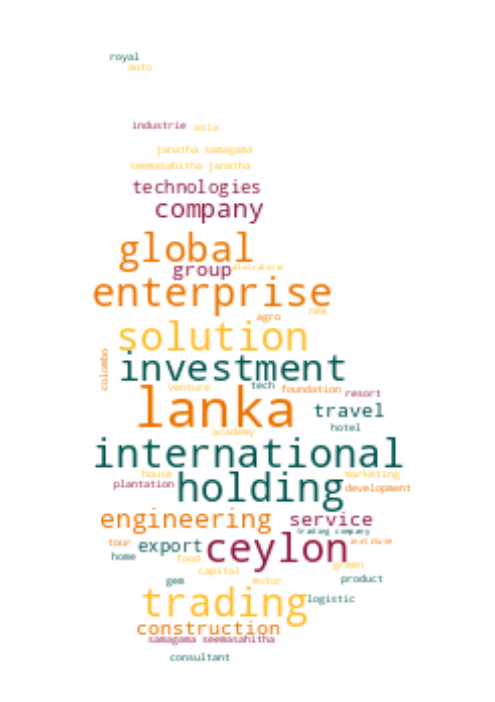 royal
auto
industrie asia
janatha samagama
seemasahitha janatha
technologies
company
global
group distributor
enterprise
new
agro
solution
colombo
investment
venture tech foundation resort
lanka
travel
hotel
academy
international
house marketing
plantation holding development
engineering service
trading company
tour export ceylon institute
home food green
capital
gem motor product
trading logistic
construction
samagama seemasahitha
consultant